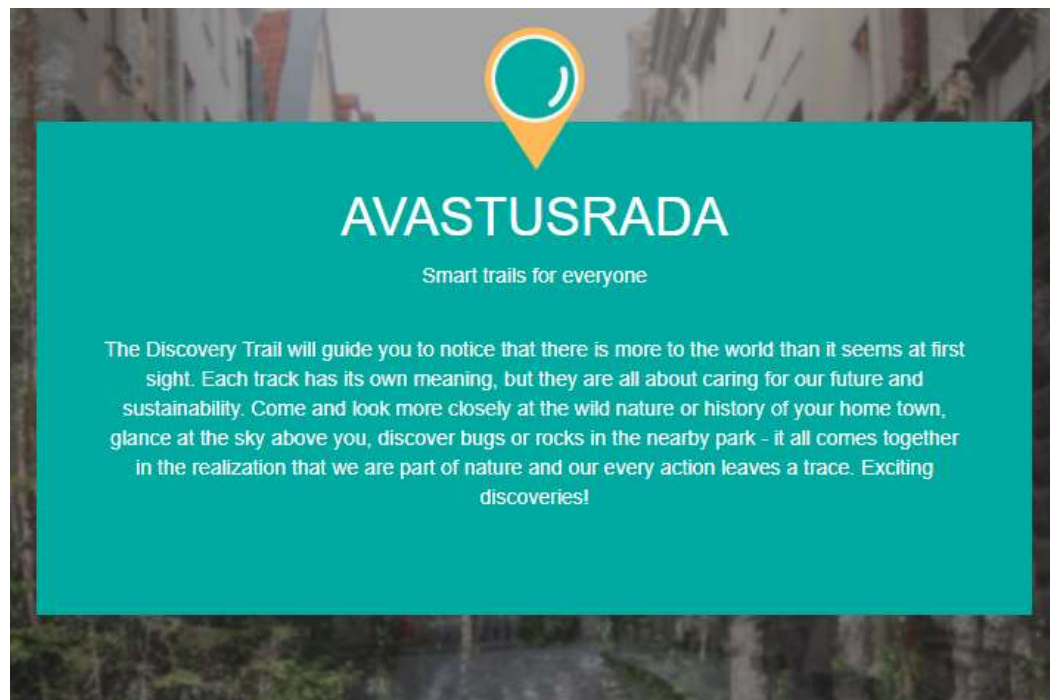 AVASTUSRADA
Smart trails for everyone
The Discovery Trail will guide you to notice that there is more to the world than it seems at first
sight. Each track has its own meaning, but they are all about caring for our future and
sustainability. Come and look more closely at the wild nature or history of your home town,
glance at the sky above you, discover bugs or rocks in the nearby park - it all comes together
in the realization that we are part of nature and our every action leaves a trace. Exciting
discoveries!